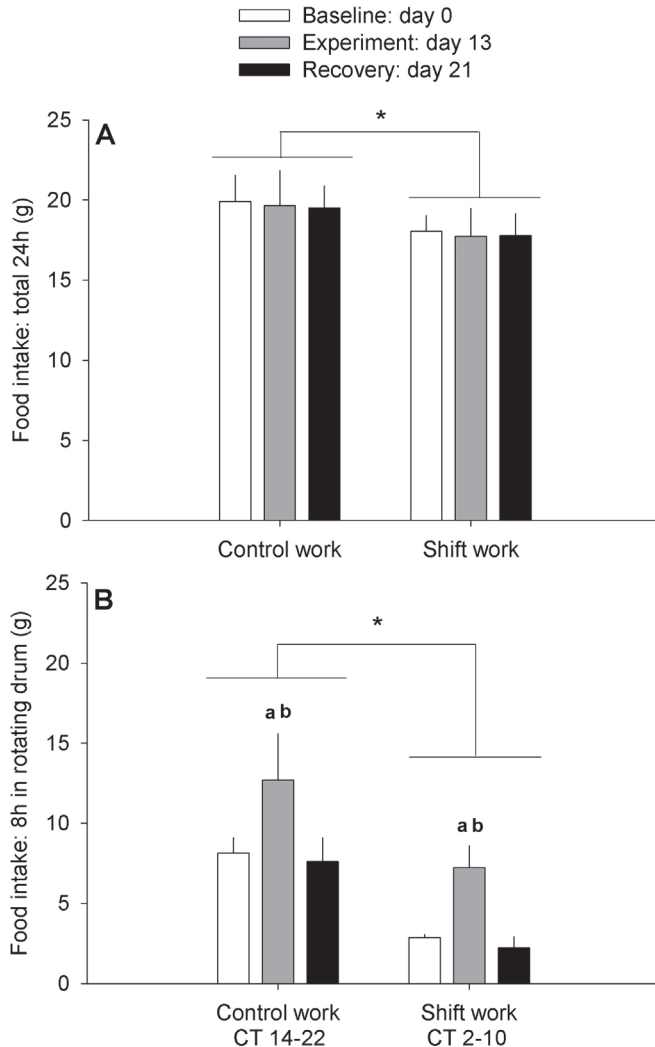 Baseline: day 0
Experiment: day 13
Recovery: day 21
A
*
25
20
15
10
5
0
Food intake: total 24h (g)
Control work
Shift work
B
*
25
20
15
10
5
0
Food intake: 8h in rotating drum (g)
a b
a b
Control work
CT 14-22
Shift work
CT 2-10